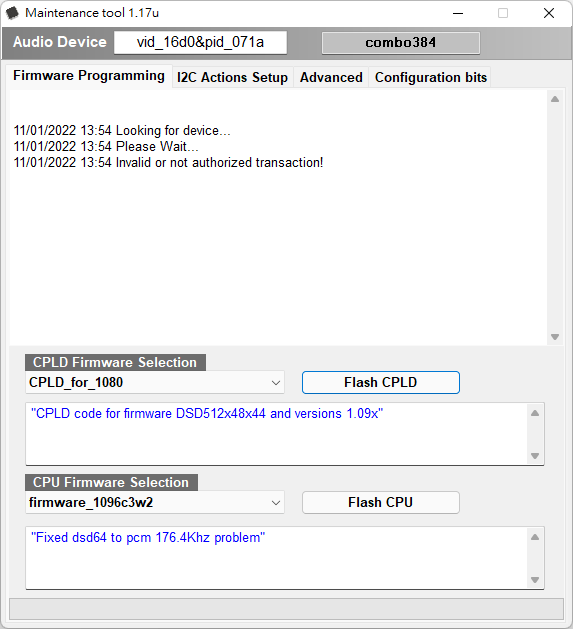 Maintenance tool 1.17u
Audio Device vid_16d0&pid_071a combo384
Firmware Programming I2C Actions Setup Advanced Configuration bits
11/01/2022 13:54 Looking for device...
11/01/2022 13:54 Please Wait...
11/01/2022 13:54 Invalid or not authorized transaction!
CPLD Firmware Selection
CPLD_for_1080 Flash CPLD
"CPLD code for firmware DSD512x48x44 and versions 1.09x"
CPU Firmware Selection
firmware_1096c3w2 Flash CPU
"Fixed dsd64 to pcm 176.4Khz problem"